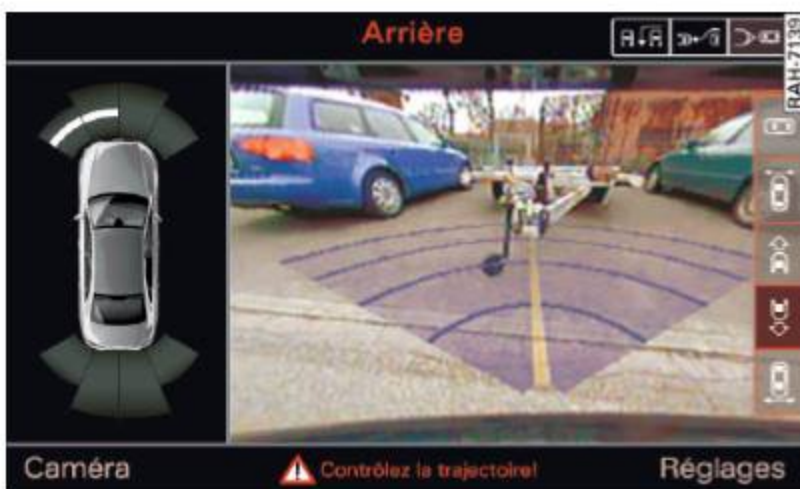 Arrière
RAH-7139
Caméra
Contrôlez la trajectoire!
Réglages